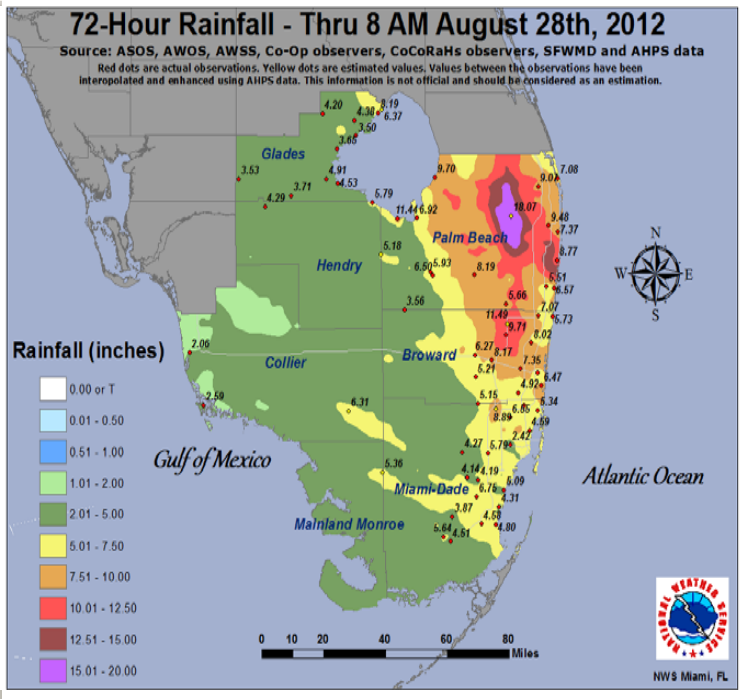 72-Hour Rainfall - Thru 8 AM August 28th, 2012
Source: ASOS, AWOS, AWSS, Co-Op observers, CoCoRaHs observers, SFWMD and AHPS data
Red dots are actual observations. Yellow dots are estimated values. Values between the observations have been
interpolated and enhanced using AHPS data. This information is not official and should be considered as an estimation.
4.20
8.19
4.38
6.37
3.50
3.65
Glades
3.53
4.91
4.53
3.71
4.29
5.79
11.44
6.92
9.70
7.08
9.07
18.07
9.48
7.37
Palm Beach
8.77
5.18
Hendry
6.50
5.93
8.19
5.51
6.57
3.56
5.66
11.49
7.07
5.73
9.71
8.02
N
W
E
S
2.06
Collier
Broward
6.27
8.17
5.21
7.35
6.47
4.92
2.59
6.31
5.15
8.89
6.65
5.34
4.59
2.42
5.79
4.27
Gulf of Mexico
Atlantic Ocean
5.36
4.14
4.19
Miami-Dade
6.75
5.09
4.31
3.87
4.58
4.80
5.64
4.61
Mainland Monroe
Rainfall (inches)
0.00 or T
0.01 - 0.50
0.51 - 1.00
1.01 - 2.00
2.01 - 5.00
5.01 - 7.50
7.51 - 10.00
10.01 - 12.50
12.51 - 15.00
15.01 - 20.00
0 10 20 40 60 80
Miles
NATIONAL WEATHER SERVICE
NWS Miami, FL